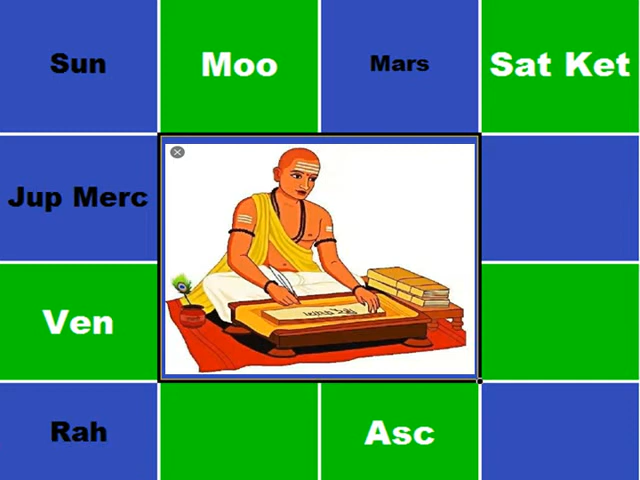 Sun
Moo
Mars
Sat Ket
Jup Merc
Ven
Rah
Asc